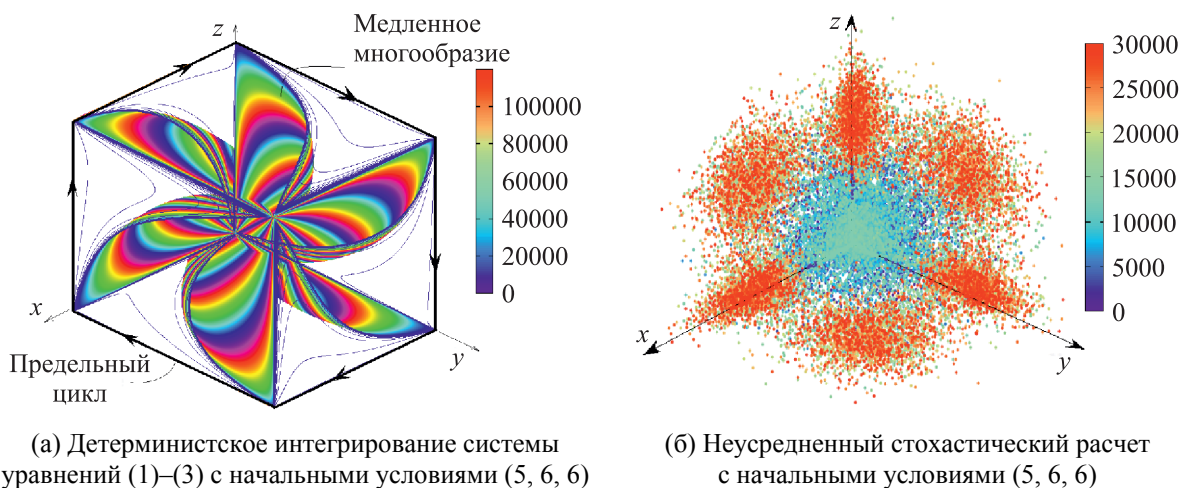 z
Медленное
многообразие
100000
80000
60000
40000
20000
0
x
y
Предельный
цикл
z
30000
25000
20000
15000
10000
5000
0
x
y
(а) Детерминистское интегрирование системы
уравнений (1)–(3) с начальными условиями (5, 6, 6)
(б) Неусредненный стохастический расчет
с начальными условиями (5, 6, 6)